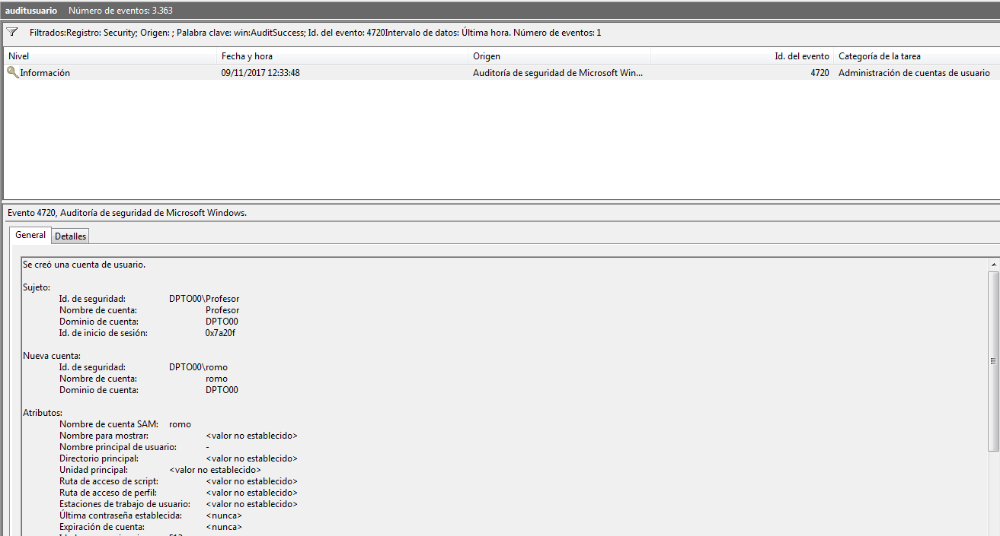 auditusuario Número de eventos: 3.363
Filtrados:Registro: Security; Origen: ; Palabra clave: win:AuditSuccess; Id. del evento: 4720Intervalo de datos: Última hora. Número de eventos: 1
Nivel Fecha y hora Origen Id. del evento Categoría de la tarea
Información 09/11/2017 12:33:48 Auditoría de seguridad de Microsoft Win... 4720 Administración de cuentas de usuario
Evento 4720, Auditoría de seguridad de Microsoft Windows.
General Detalles
Se creó una cuenta de usuario.
Sujeto:
Id. de seguridad: DPTO00\Profesor
Nombre de cuenta: Profesor
Dominio de cuenta: DPTO00
Id. de inicio de sesión: 0x7a20f
Nueva cuenta:
Id. de seguridad: DPTO00\romo
Nombre de cuenta: romo
Dominio de cuenta: DPTO00
Atributos:
Nombre de cuenta SAM: romo
Nombre para mostrar: <valor no establecido>
Nombre principal de usuario: -
Directorio principal: <valor no establecido>
Unidad principal: <valor no establecido>
Ruta de acceso de script: <valor no establecido>
Ruta de acceso de perfil: <valor no establecido>
Estaciones de trabajo de usuario: <valor no establecido>
Última contraseña establecida: <nunca>
Expiración de cuenta: <nunca>